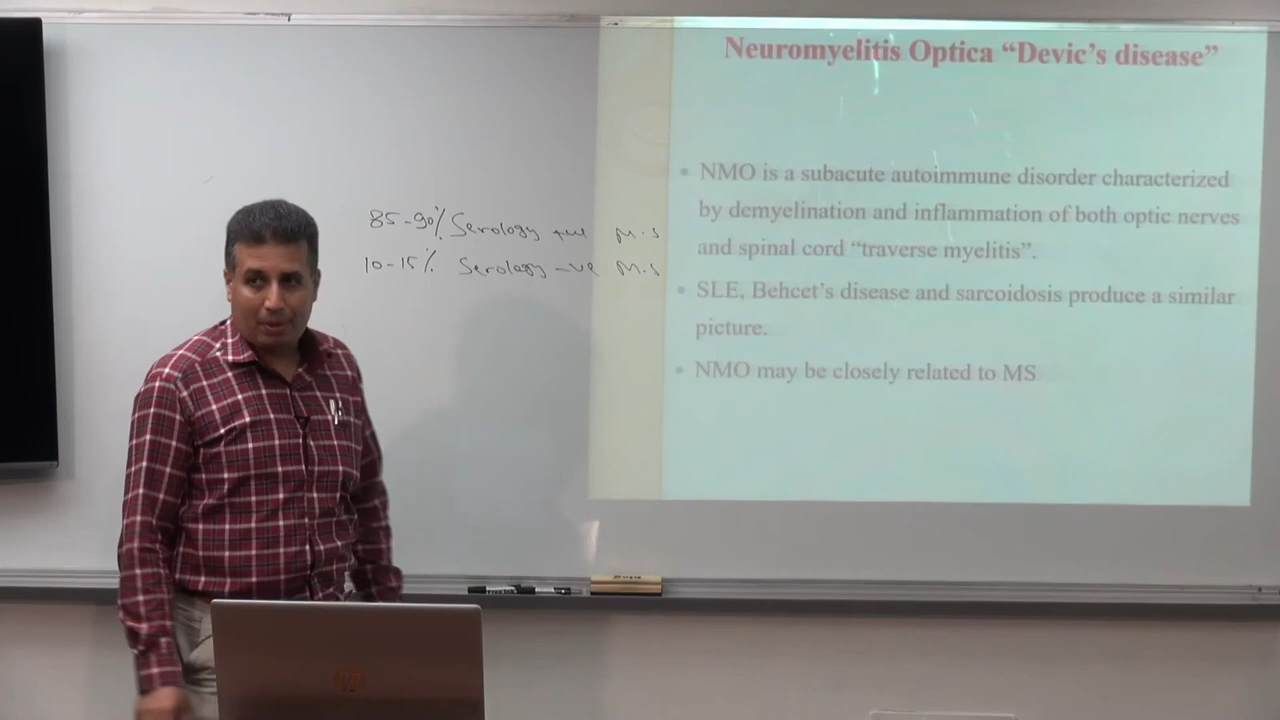 Neuromyelitis Optica “Devic’s disease”
• NMO is a subacute autoimmune disorder characterized
by demyelination and inflammation of both optic nerves
and spinal cord “traverse myelitis”.
• SLE, Behcet’s disease and sarcoidosis produce a similar
picture.
• NMO may be closely related to MS
85-90% Serology +ve M.S
10-15% Serology -ve M.S
hp